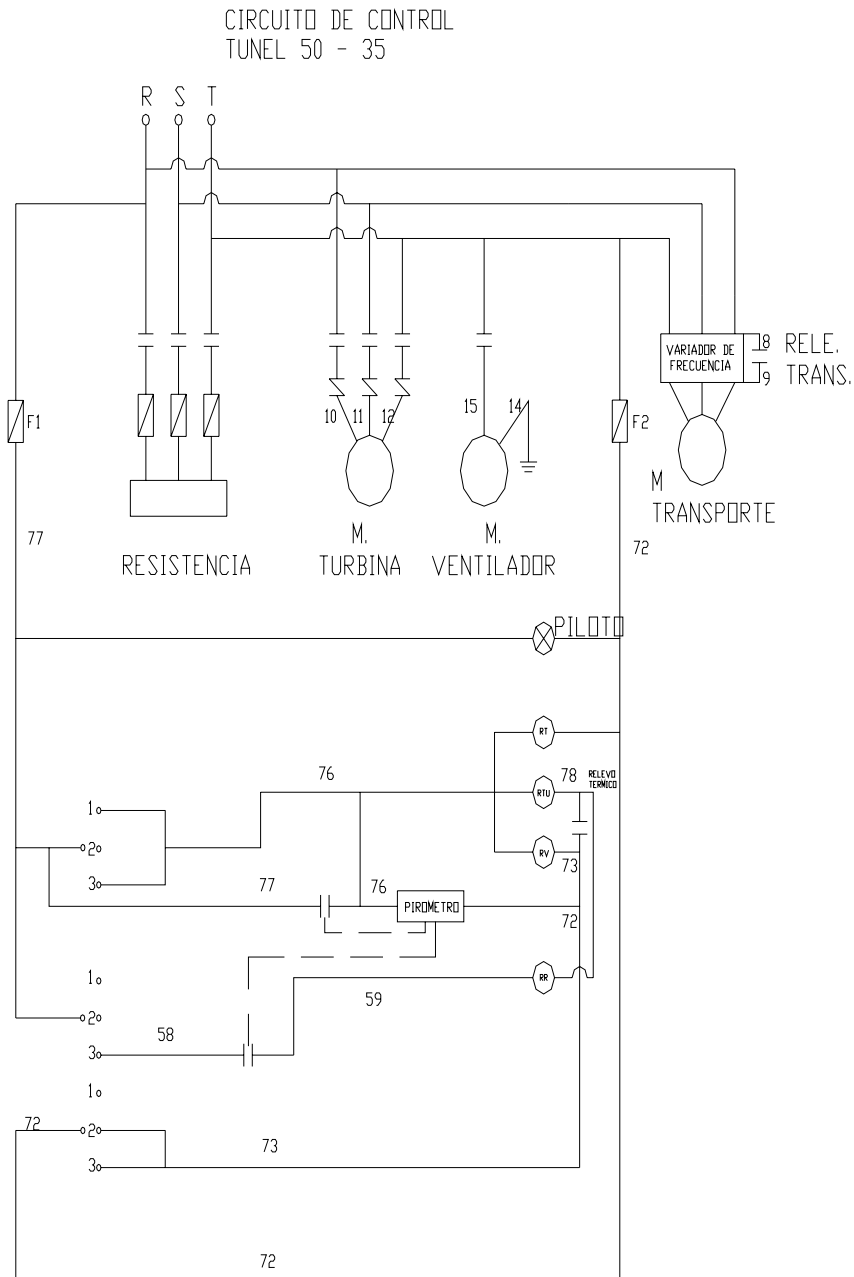 CIRCUITO DE CONTROL
TUNEL 50 - 35
R S T
VARIADOR DE
FRECUENCIA
8
9
RELE.
TRANS.
F1
10 11 12
15 14
F2
M
TRANSPORTE
77
RESISTENCIA
M.
TURBINA
M.
VENTILADOR
72
PILOTO
RT
76
78
RELEVO
TERMICO
RTU
1
2
3
RV
73
77
76
PIROMETRO
72
1
RR
59
2
58
3
1
72
2
73
3
72